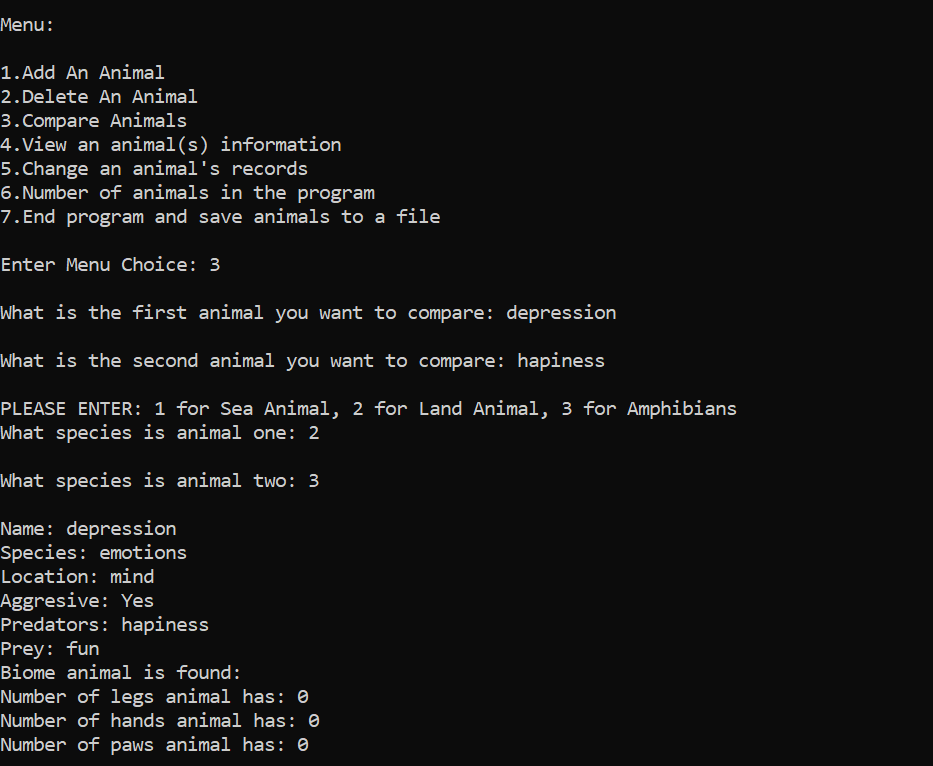 Menu:
1.Add An Animal
2.Delete An Animal
3.Compare Animals
4.View an animal(s) information
5.Change an animal's records
6.Number of animals in the program
7.End program and save animals to a file
Enter Menu Choice: 3
What is the first animal you want to compare: depression
What is the second animal you want to compare: hapiness
PLEASE ENTER: 1 for Sea Animal, 2 for Land Animal, 3 for Amphibians
What species is animal one: 2
What species is animal two: 3
Name: depression
Species: emotions
Location: mind
Aggresive: Yes
Predators: hapiness
Prey: fun
Biome animal is found:
Number of legs animal has: 0
Number of hands animal has: 0
Number of paws animal has: 0